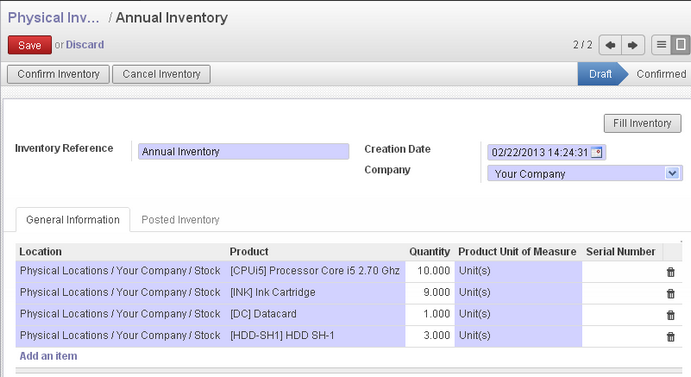 Physical Inv... / Annual Inventory
Save or Discard 2 / 2
Confirm Inventory Cancel Inventory Draft Confirmed
Fill Inventory
Inventory Reference Annual Inventory Creation Date 02/22/2013 14:24:31
Company Your Company
General Information Posted Inventory
Location Product Quantity Product Unit of Measure Serial Number
Physical Locations / Your Company / Stock [CPUi5] Processor Core i5 2.70 Ghz 10.000 Unit(s)
Physical Locations / Your Company / Stock [INK] Ink Cartridge 9.000 Unit(s)
Physical Locations / Your Company / Stock [DC] Datacard 1.000 Unit(s)
Physical Locations / Your Company / Stock [HDD-SH1] HDD SH-1 3.000 Unit(s)
Add an item